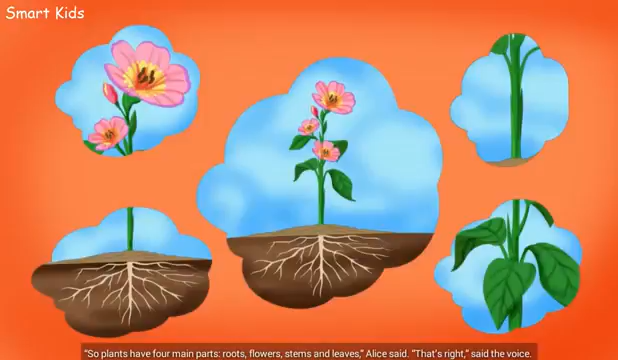 Smart Kids
"So plants have four main parts: roots, flowers, stems and leaves," Alice said. "That's right," said the voice.